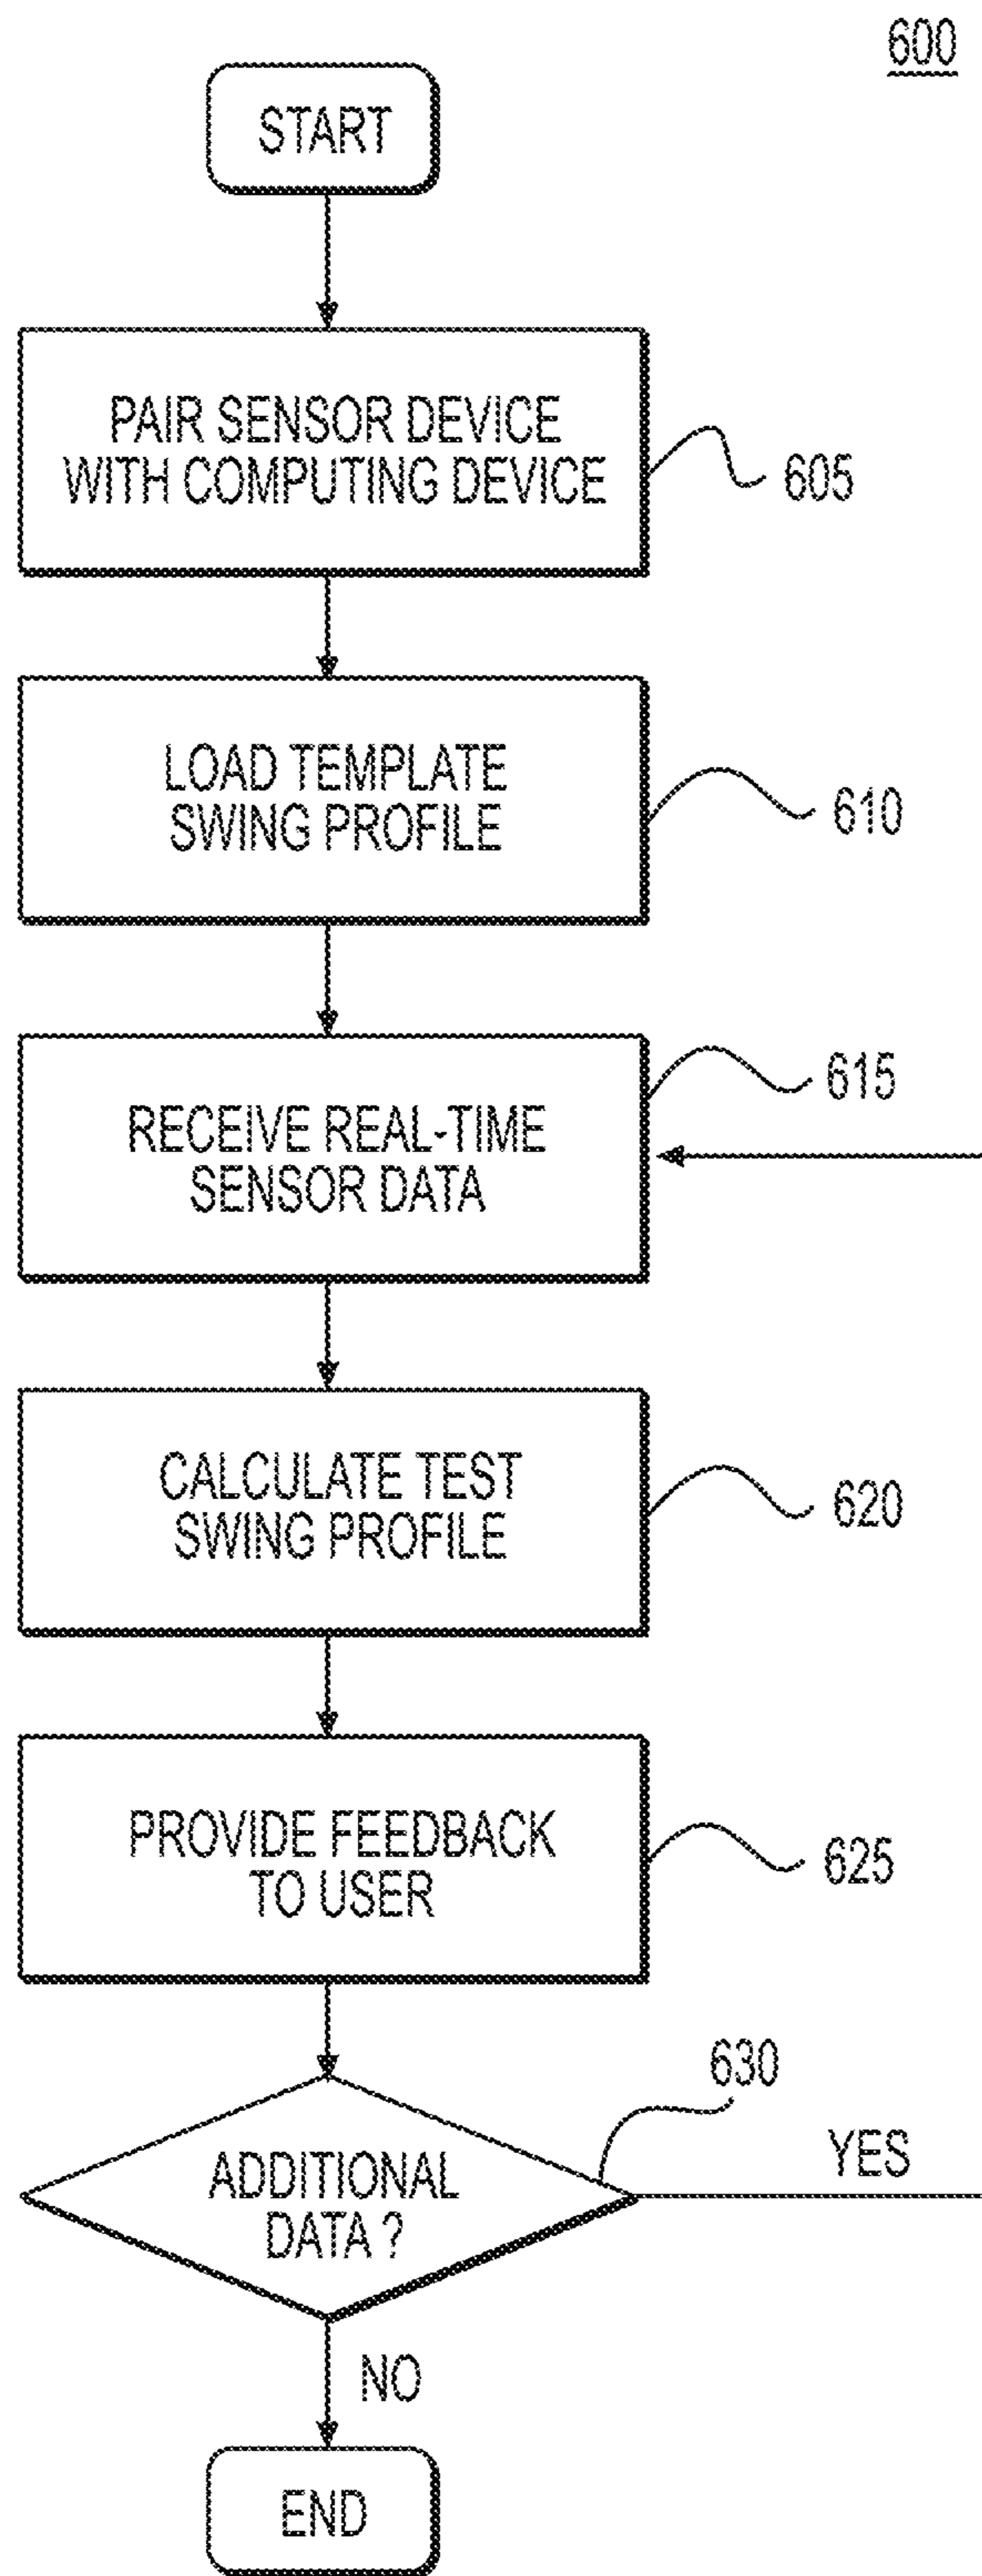 600
START
PAIR SENSOR DEVICE
WITH COMPUTING DEVICE
605
LOAD TEMPLATE
SWING PROFILE
610
RECEIVE REAL-TIME
SENSOR DATA
615
CALCULATE TEST
SWING PROFILE
620
PROVIDE FEEDBACK
TO USER
625
630
ADDITIONAL
DATA ?
YES
NO
END